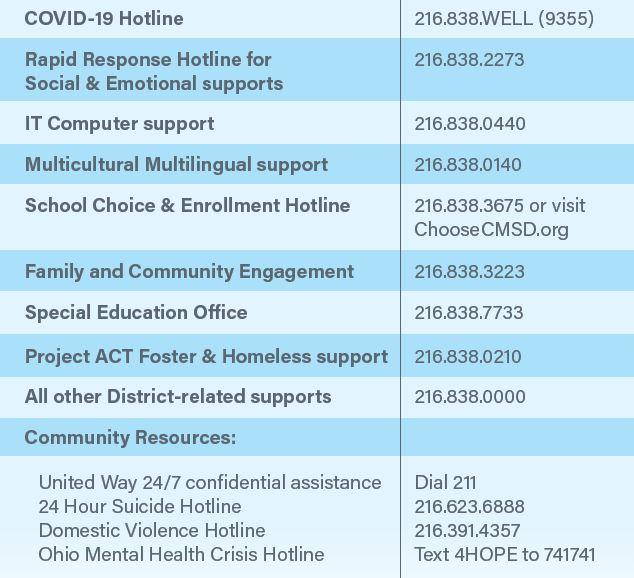 COVID-19 Hotline 216.838.WELL (9355)
Rapid Response Hotline for 216.838.2273
Social & Emotional supports
IT Computer support 216.838.0440
Multicultural Multilingual support 216.838.0140
School Choice & Enrollment Hotline 216.838.3675 or visit
ChooseCMSD.org
Family and Community Engagement 216.838.3223
Special Education Office 216.838.7733
Project ACT Foster & Homeless support 216.838.0210
All other District-related supports 216.838.0000
Community Resources:
United Way 24/7 confidential assistance Dial 211
24 Hour Suicide Hotline 216.623.6888
Domestic Violence Hotline 216.391.4357
Ohio Mental Health Crisis Hotline Text 4HOPE to 741741